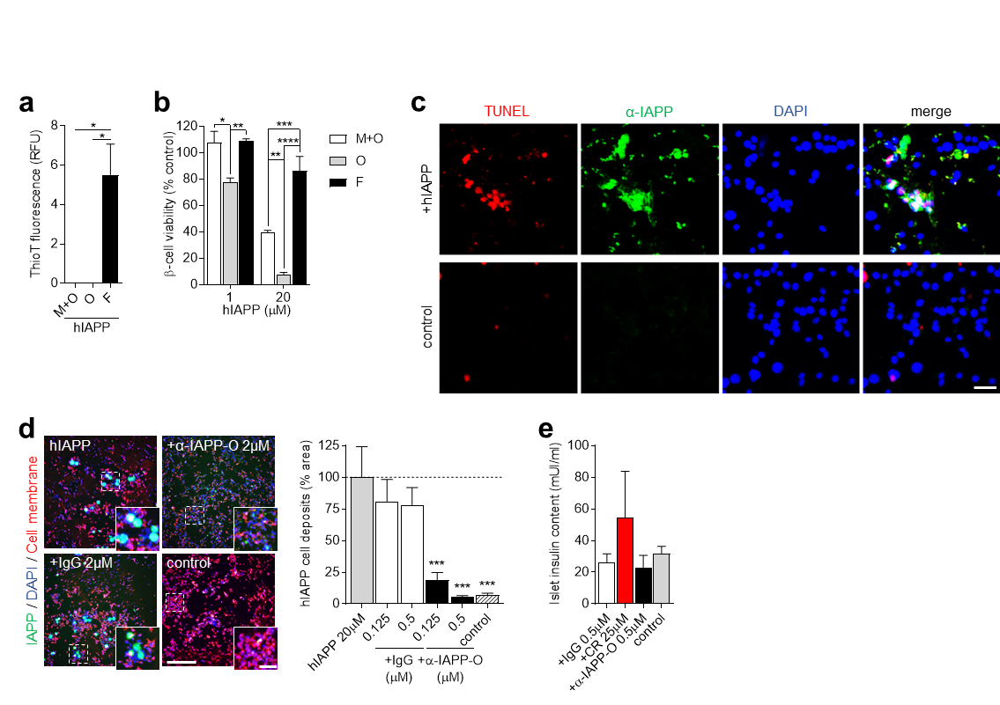 a
ThioT fluorescence (RFU)
8
6
4
2
0
*
*
M+O
O
F
hIAPP
b
β-cell viability (% control)
120
100
80
60
40
20
0
*
**
***
****
**
1
20
hIAPP (μM)
M+O
O
F
c
TUNEL
α-IAPP
DAPI
merge
+hIAPP
control
d
IAPP / DAPI / Cell membrane
hIAPP
+α-IAPP-O 2μM
+IgG 2μM
control
hIAPP cell deposits (% area)
125
100
75
50
25
0
***
***
***
hIAPP 20μM
0.125
0.5
0.125
0.5
control
+IgG
(μM)
+α-IAPP-O
(μM)
e
Islet insulin content (mUI/ml)
100
80
60
40
20
0
+IgG 0.5μM
+CR 25μM
+α-IAPP-O 0.5μM
control